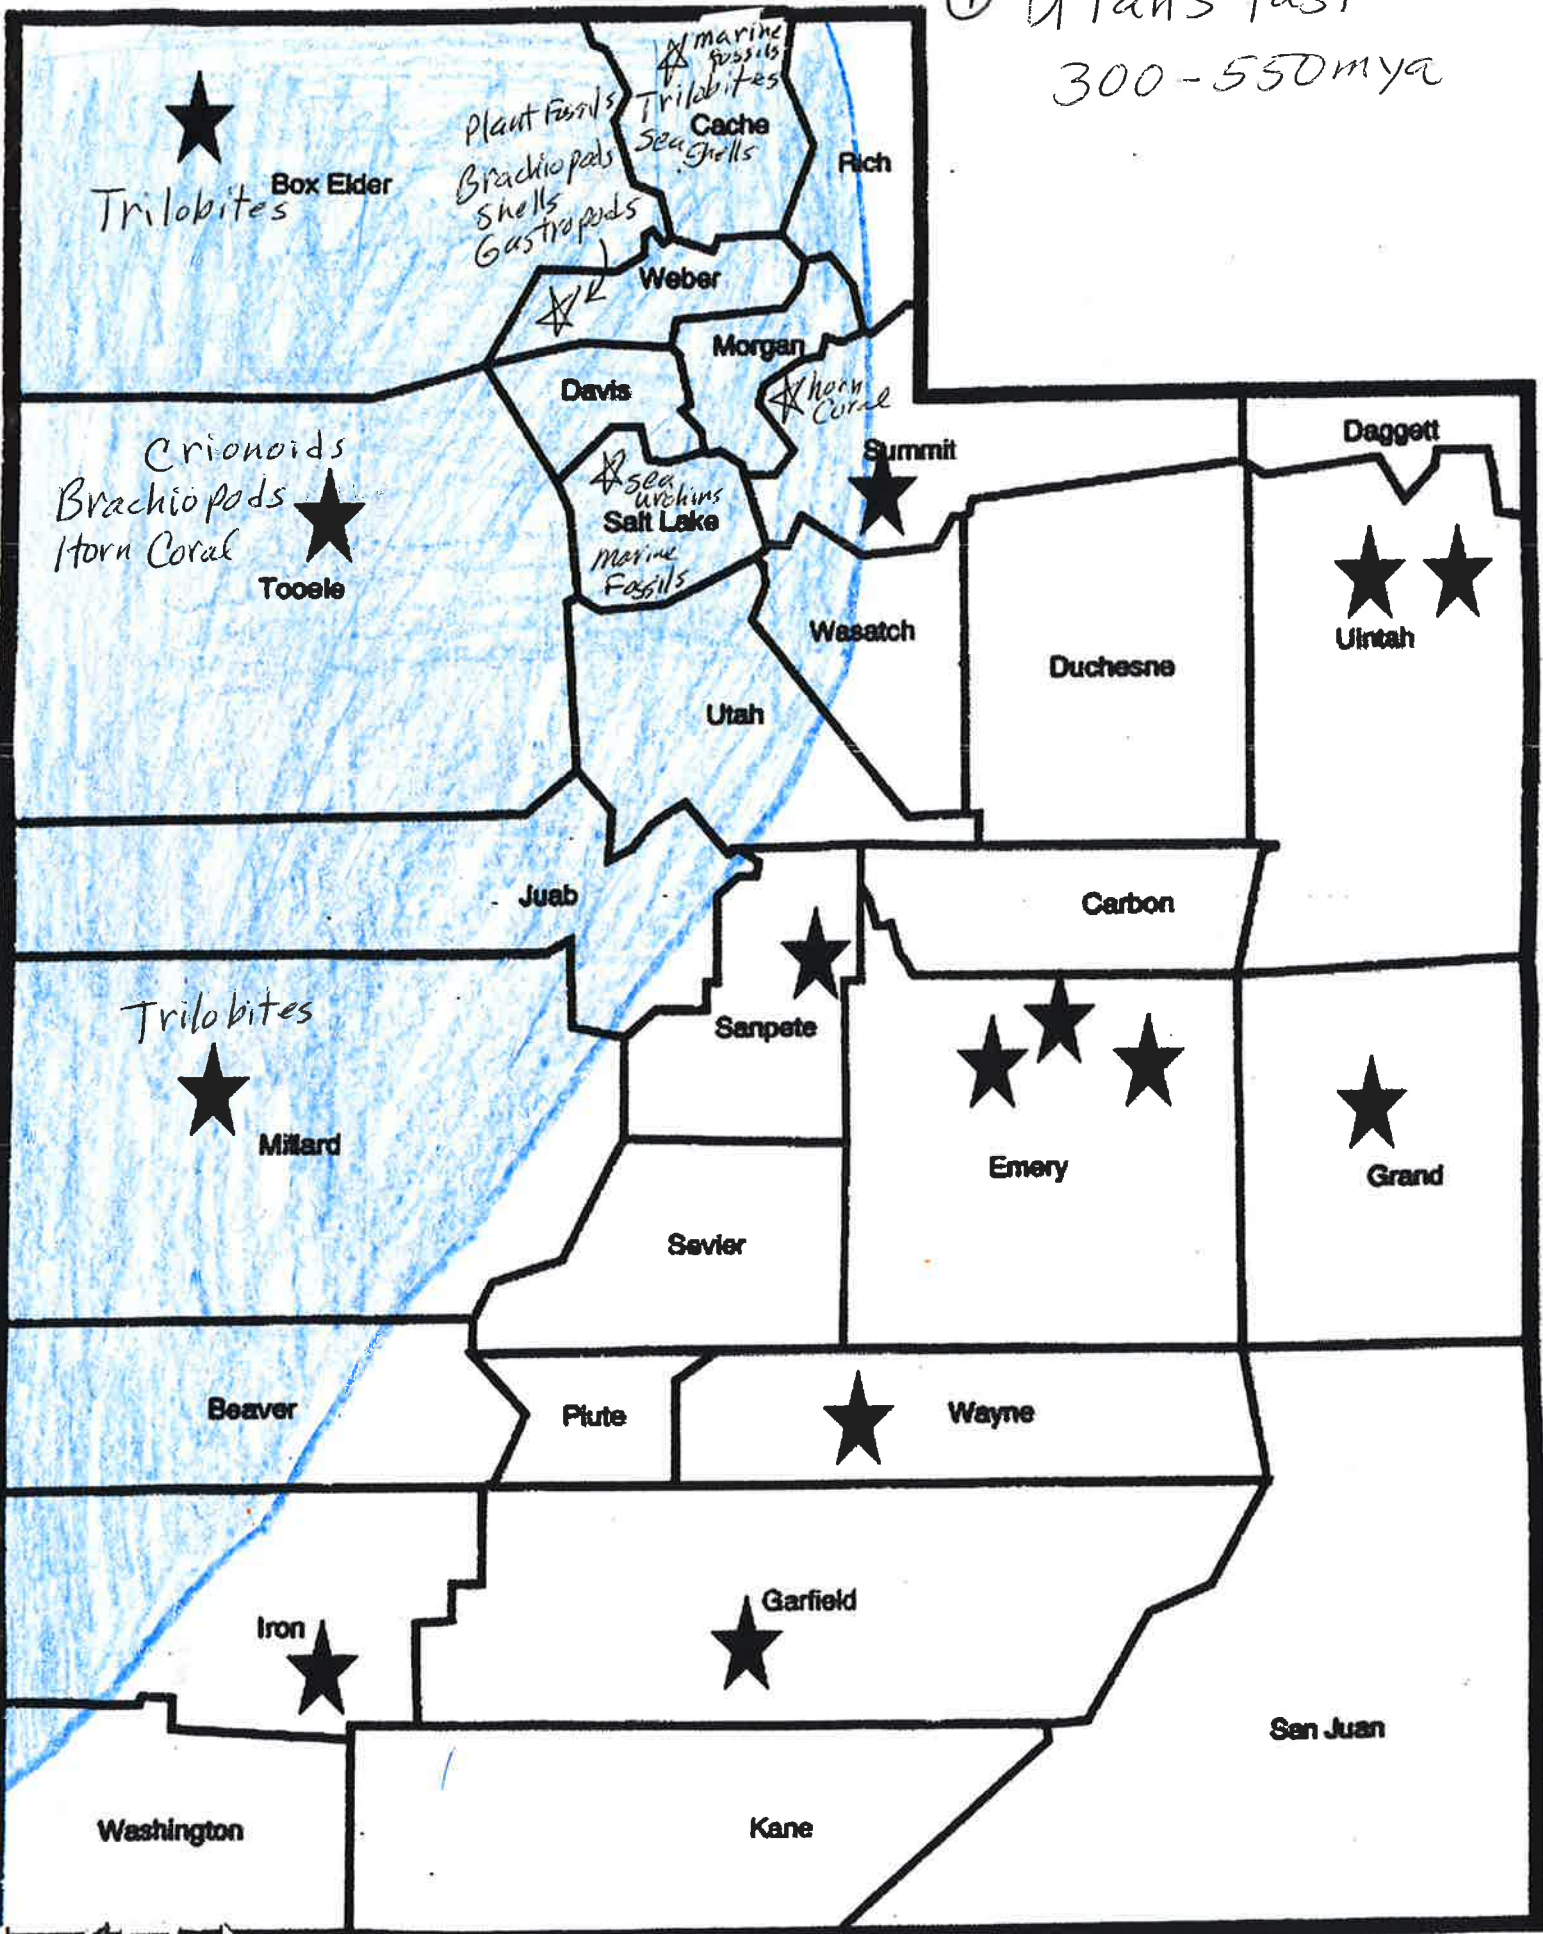 ① Utahs Past
300-550mya
☆ marine
fossils
Trilobites
Sea
Shells
Cache
Plant Fossils
Brachiopods
Shells
Gastropods
Rich
Box Elder
Trilobites
Weber
Morgan
Davis
☆ horn
Coral
Summit
Daggett
Crionoids
Brachiopods
Horn Coral
Tooele
☆ sea
urchins
Salt Lake
marine
Fossils
Wasatch
Duchesne
Uintah
Utah
Juab
Carbon
Trilobites
Millard
Sanpete
Emery
Grand
Sevier
Beaver
Piute
Wayne
Iron
Garfield
San Juan
Washington
Kane